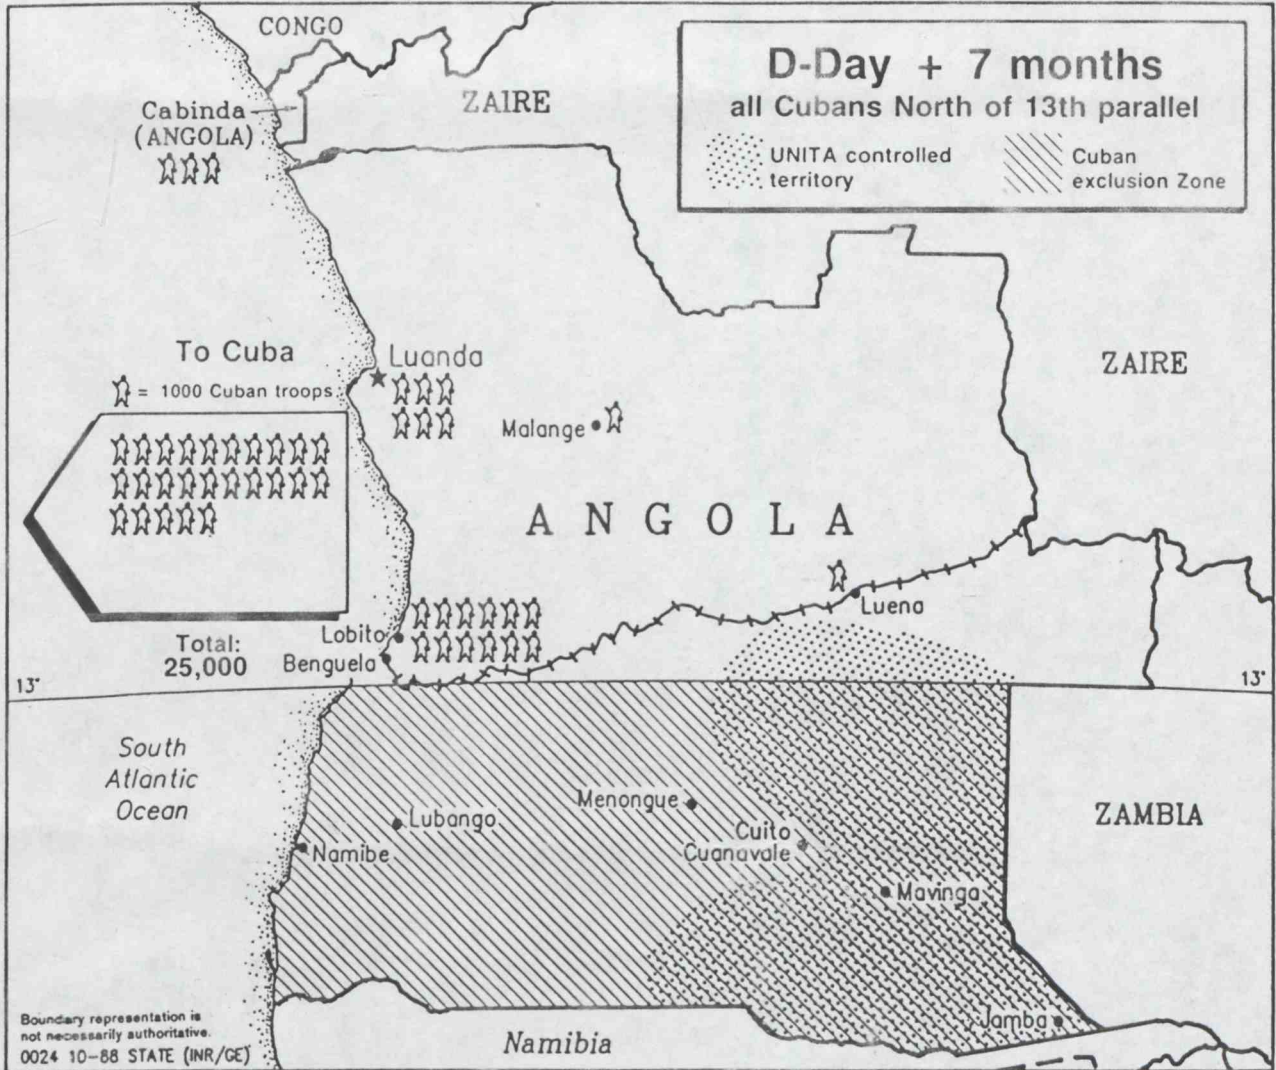 CONGO
ZAIRE
Cabinda
(ANGOLA)
D-Day + 7 months
all Cubans North of 13th parallel
UNITA controlled
territory
Cuban
exclusion Zone
To Cuba
= 1000 Cuban troops
Luanda
Malange
ZAIRE
ANGOLA
Luena
Lobito
Benguela
Total:
25,000
13°
13°
South
Atlantic
Ocean
Lubango
Namibe
Menongue
Cuito
Cuanavale
Mavinga
ZAMBIA
Jamba
Namibia
Boundary representation is
not necessarily authoritative.
0024 10-88 STATE (INR/GE)